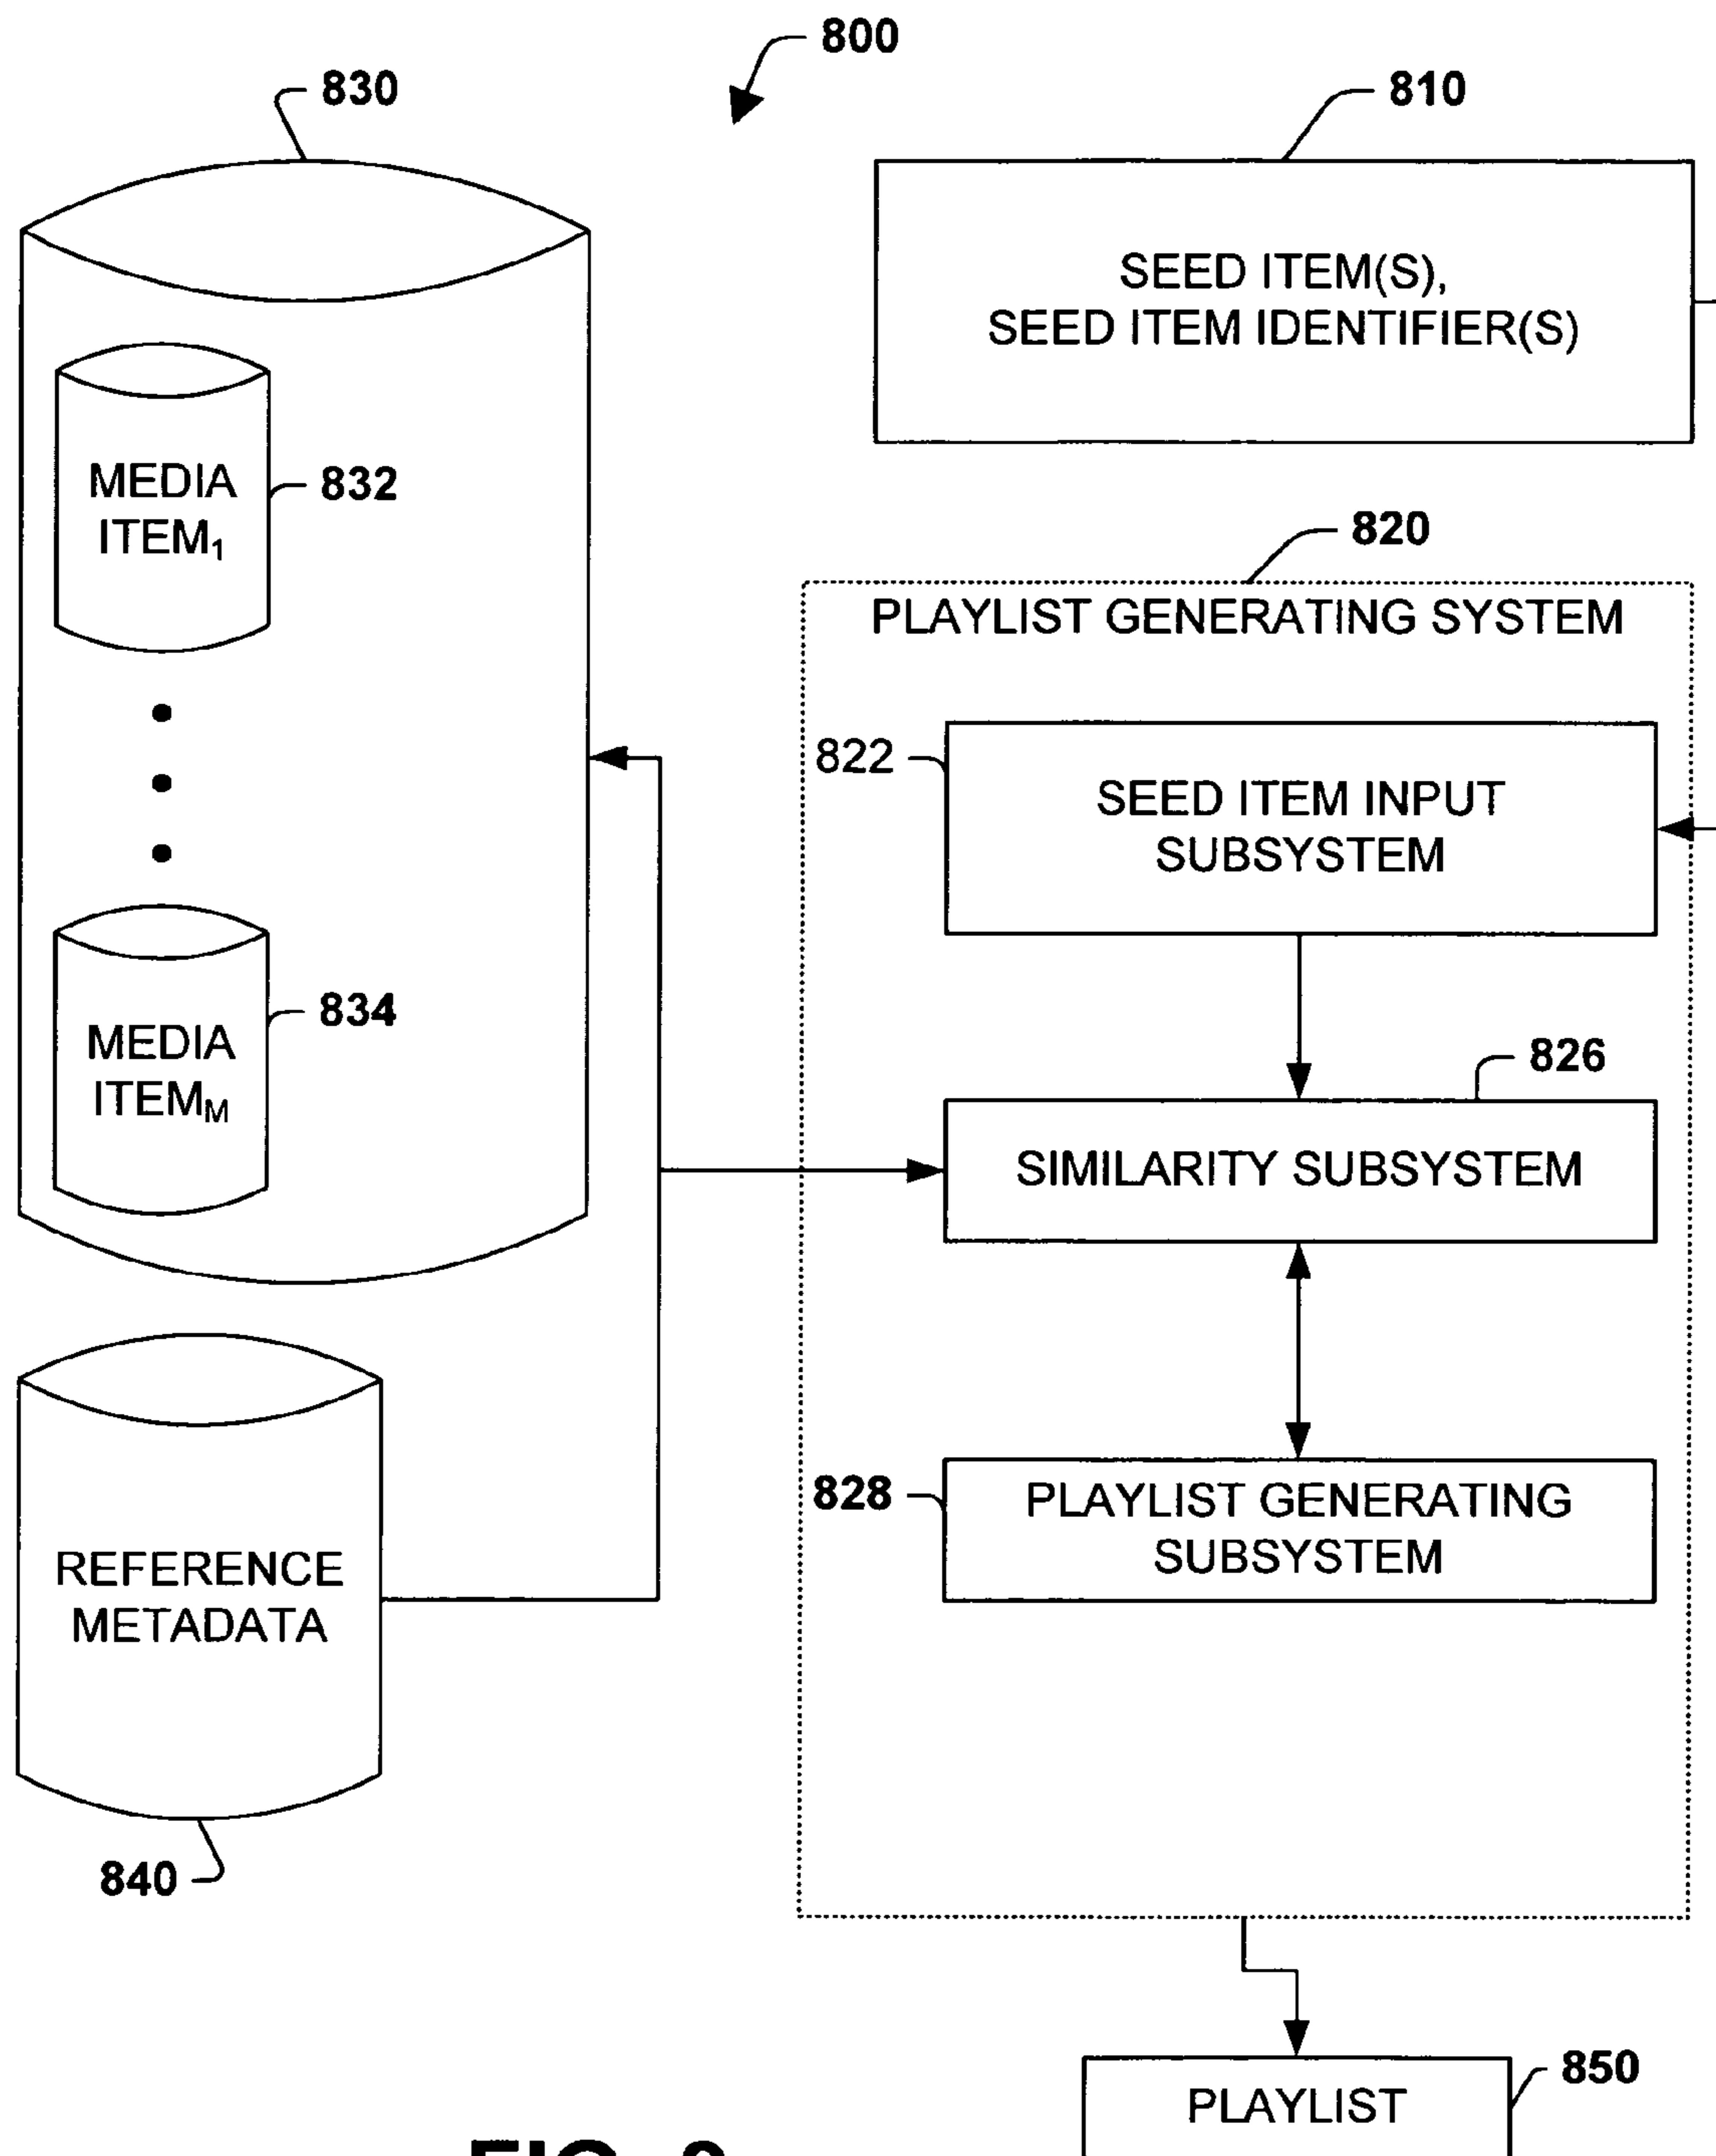 800
830
810
SEED ITEM(S),
SEED ITEM IDENTIFIER(S)
MEDIA
ITEM₁
832
820
PLAYLIST GENERATING SYSTEM
822
SEED ITEM INPUT
SUBSYSTEM
MEDIA
ITEMM
834
826
SIMILARITY SUBSYSTEM
828
PLAYLIST GENERATING
SUBSYSTEM
REFERENCE
METADATA
840
850
PLAYLIST
FIG.